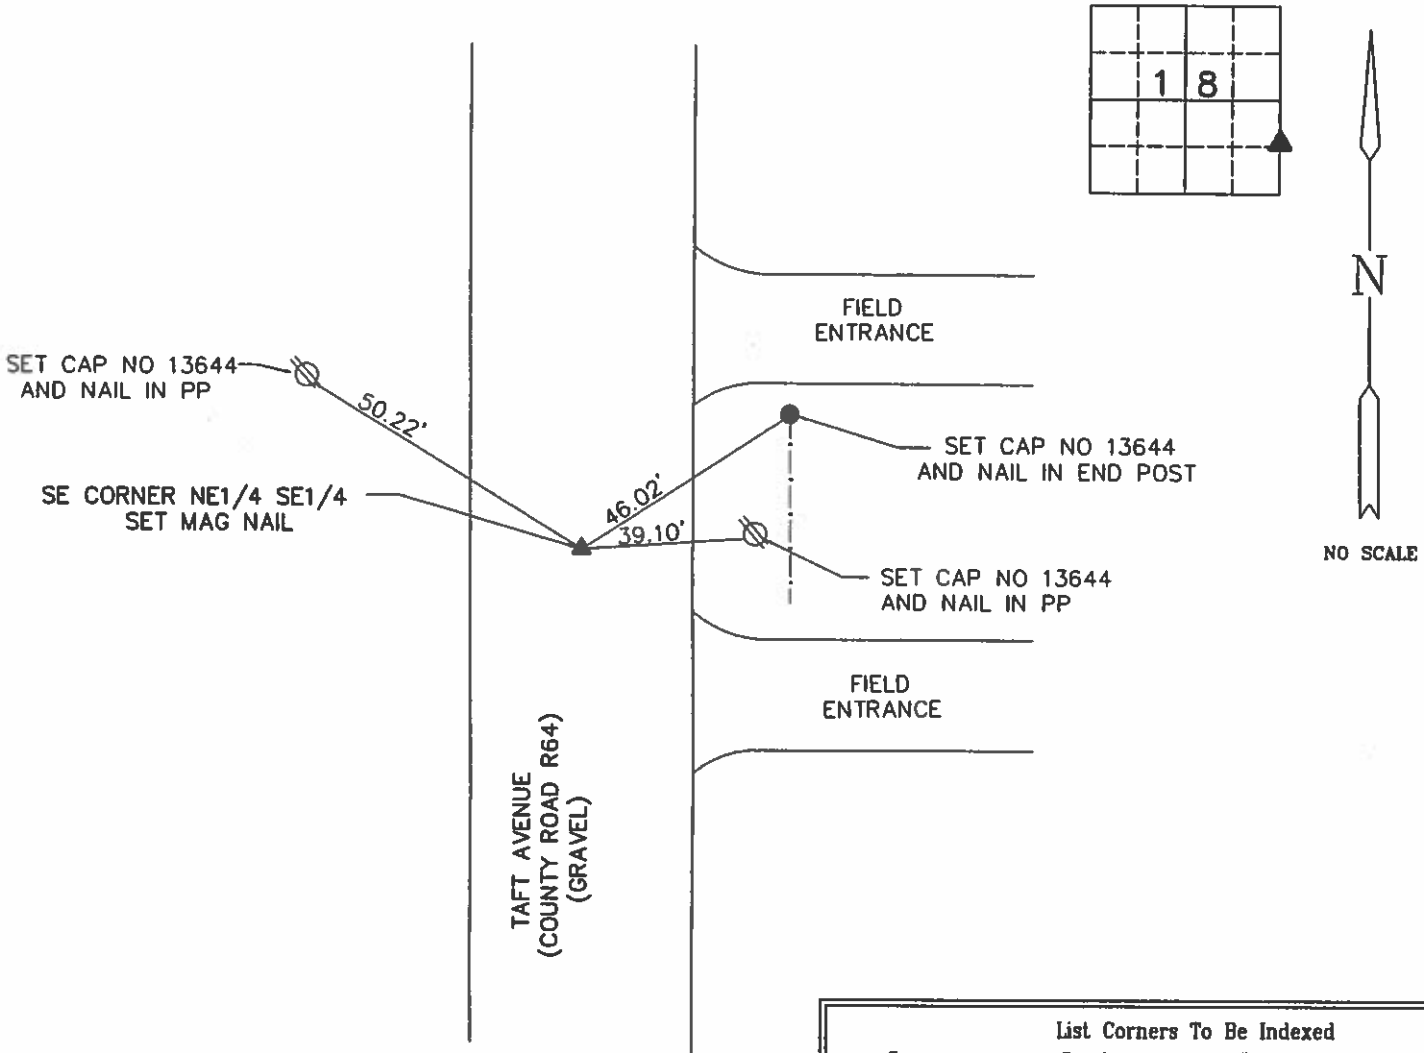 1 8
N
NO SCALE
FIELD
ENTRANCE
SET CAP NO 13644
AND NAIL IN PP
50.22'
SE CORNER NE1/4 SE1/4
SET MAG NAIL
46.02'
39.10'
SET CAP NO 13644
AND NAIL IN END POST
SET CAP NO 13644
AND NAIL IN PP
FIELD
ENTRANCE
TAFT AVENUE
(COUNTY ROAD R64)
(GRAVEL)
List Corners To Be Indexed